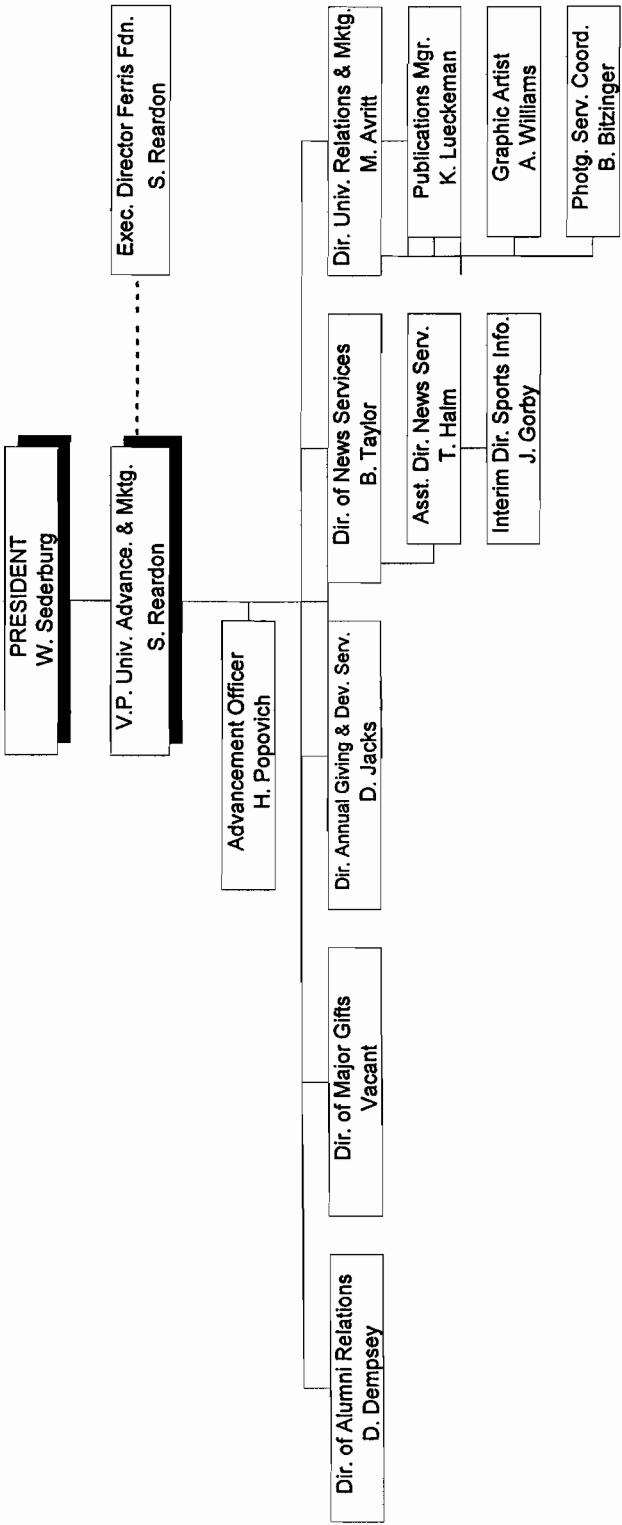 PRESIDENT
W. Sederburg
V.P. Univ. Advance. & Mktg.
S. Reardon
Exec. Director Ferris Fdn.
S. Reardon
Advancement Officer
H. Popovich
Dir. of Alumni Relations
D. Dempsey
Dir. of Major Gifts
Vacant
Dir. Annual Giving & Dev. Serv.
D. Jacks
Dir. of News Services
B. Taylor
Asst. Dir. News Serv.
T. Halm
Interim Dir. Sports Info.
J. Gorby
Dir. Univ. Relations & Mktg.
M. Avritt
Publications Mgr.
K. Lueckeman
Graphic Artist
A. Williams
Photg. Serv. Coord.
B. Bitzinger